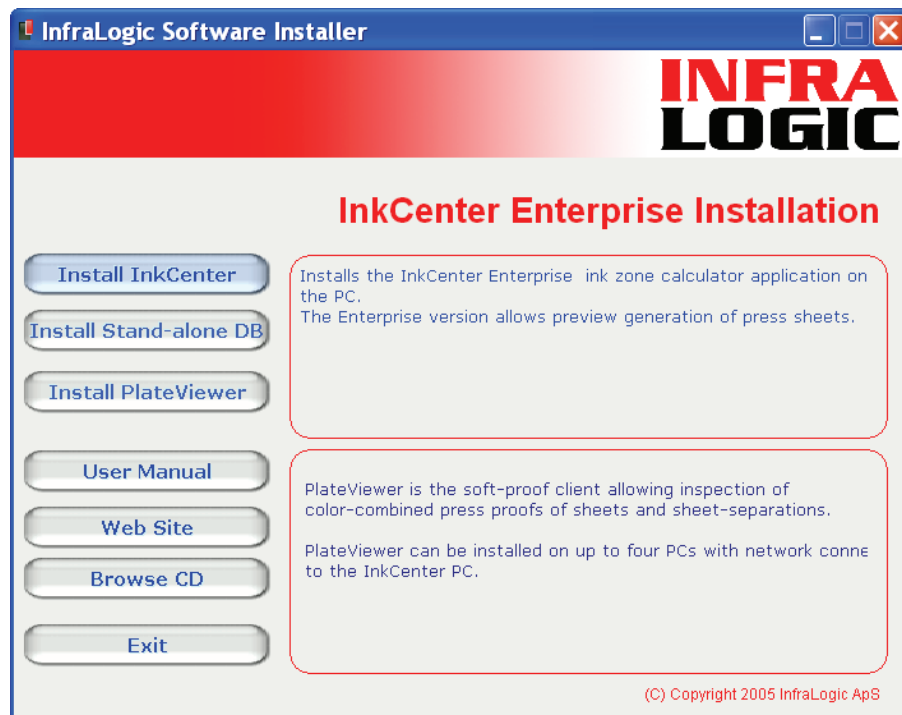 InfraLogic Software Installer
INFRA
LOGIC
InkCenter Enterprise Installation
Install InkCenter
Install Stand-alone DB
Install PlateViewer
User Manual
Web Site
Browse CD
Exit
Installs the InkCenter Enterprise ink zone calculator application on
the PC.
The Enterprise version allows preview generation of press sheets.
PlateViewer is the soft-proof client allowing inspection of
color-combined press proofs of sheets and sheet-separations.
PlateViewer can be installed on up to four PCs with network conne
to the InkCenter PC.
(C) Copyright 2005 InfraLogic ApS